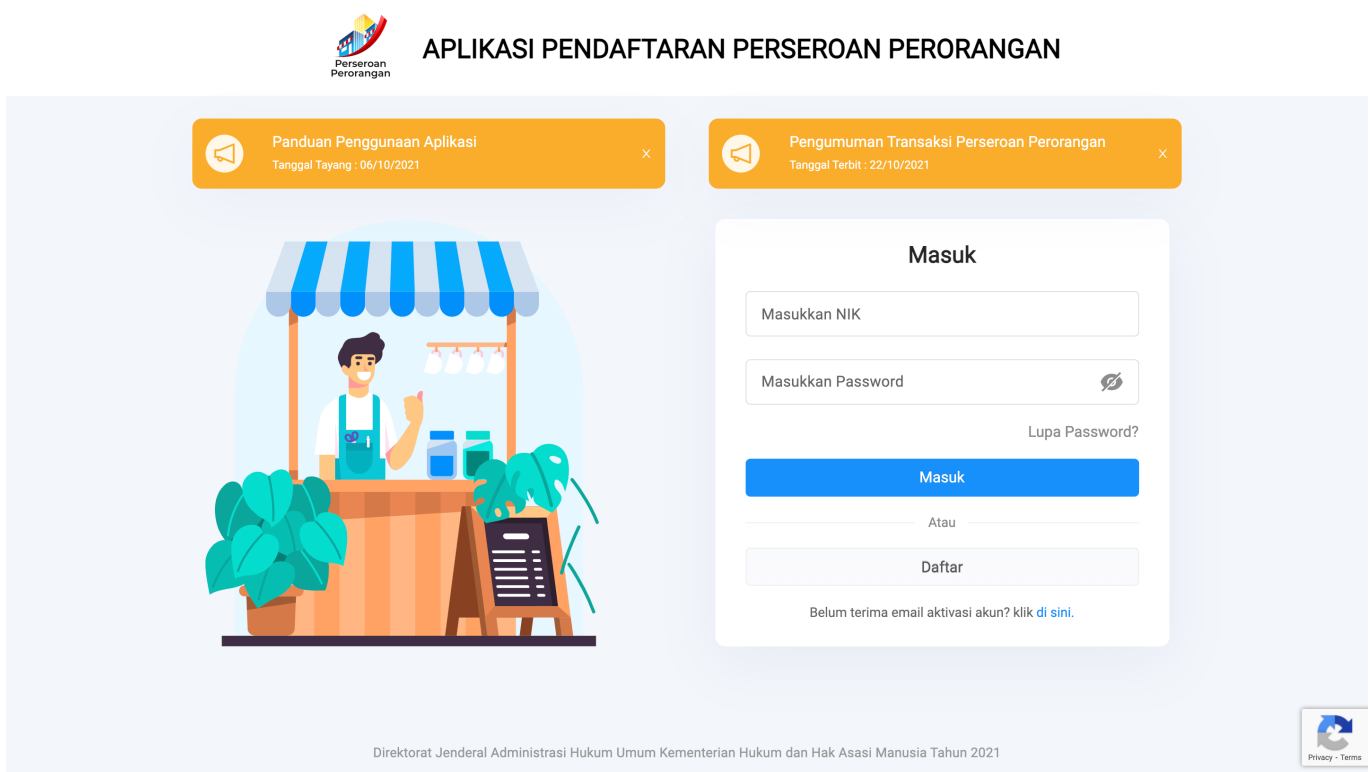 Perseroan
Perorangan
APLIKASI PENDAFTARAN PERSEROAN PERORANGAN
Panduan Penggunaan Aplikasi
Tanggal Tayang : 06/10/2021
X
Pengumuman Transaksi Perseroan Perorangan
Tanggal Terbit : 22/10/2021
X
Masuk
Masukkan NIK
Masukkan Password
Lupa Password?
Masuk
Atau
Daftar
Belum terima email aktivasi akun? klik di sini.
Direktorat Jenderal Administrasi Hukum Umum Kementerian Hukum dan Hak Asasi Manusia Tahun 2021
Privacy - Terms